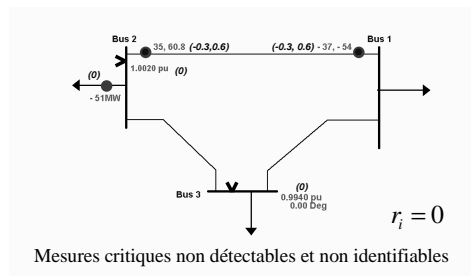 Bus 2
Bus 1
35, 60.8 (-0.3,0.6)
(-0.3, 0.6) - 37, - 54
1.0020 pu (0)
(0)
- 51MW
Bus 3
(0)
0.9940 pu
0.00 Deg
r_i = 0
Mesures critiques non détectables et non identifiables